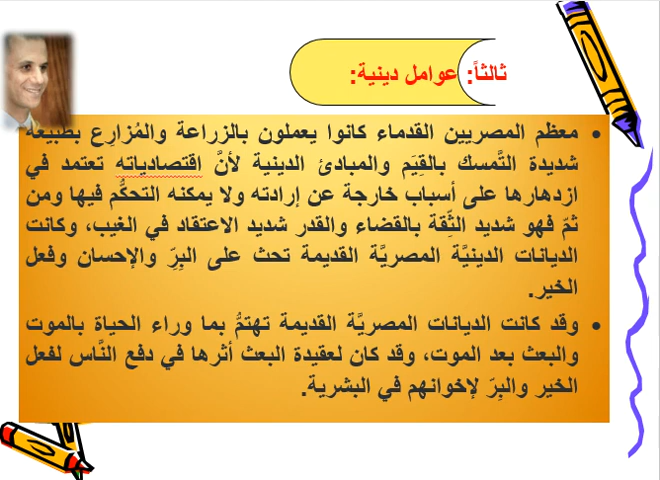 ثالثاً: عوامل دينية:
• معظم المصريين القدماء كانوا يعملون بالزراعة والمُزارِع بطبيعته
شديدة التَّمسك بالقِيَم والمبادئ الدينية لأنَّ اقتصادياته تعتمد في
ازدهارها على أسباب خارجة عن إرادته ولا يمكنه التحكُّم فيها ومن
ثمّ فهو شديد الثِّقة بالقضاء والقدر شديد الاعتقاد في الغيب، وكانت
الديانات الدينيَّة المصريَّة القديمة تحث على البِرِّ والإحسان وفعل
الخير.
• وقد كانت الديانات المصريَّة القديمة تهتمُّ بما وراء الحياة بالموت
والبعث بعد الموت، وقد كان لعقيدة البعث أثرها في دفع النَّاس لفعل
الخير والبِرّ لإخوانهم في البشرية.